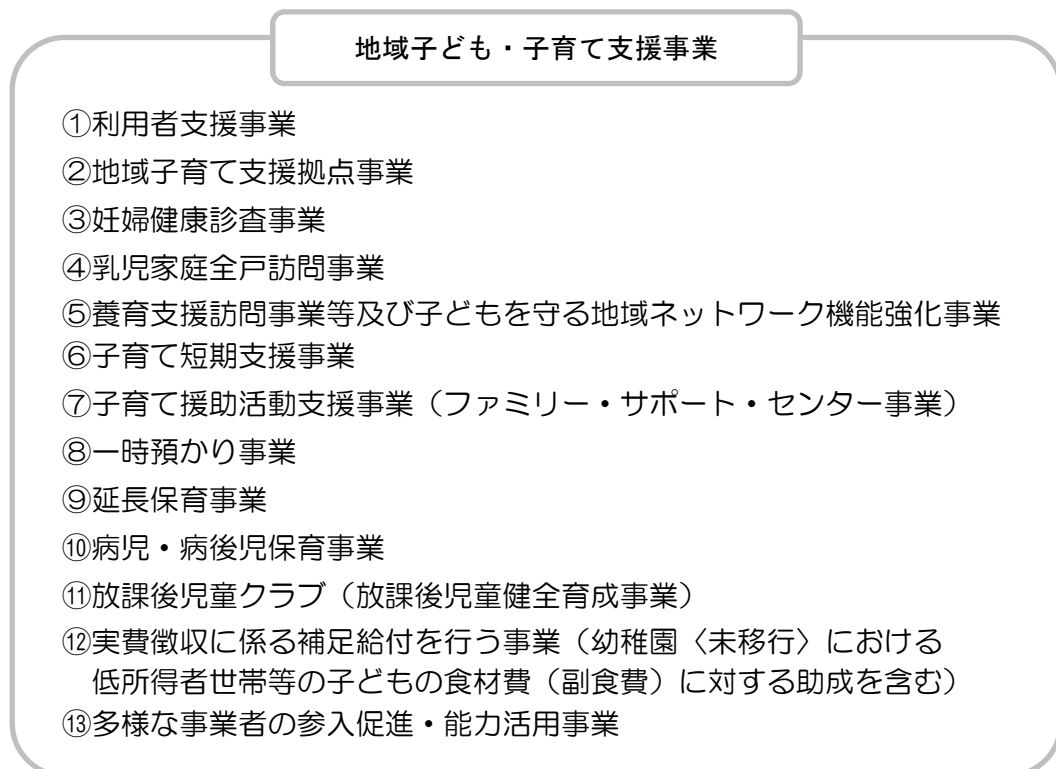 地域子ども・子育て支援事業
①利用者支援事業
②地域子育て支援拠点事業
③妊婦健康診査事業
④乳児家庭全戸訪問事業
⑤養育支援訪問事業等及び子どもを守る地域ネットワーク機能強化事業
⑥子育て短期支援事業
⑦子育て援助活動支援事業（ファミリー・サポート・センター事業）
⑧一時預かり事業
⑨延長保育事業
⑩病児・病後児保育事業
⑪放課後児童クラブ（放課後児童健全育成事業）
⑫実費徴収に係る補足給付を行う事業（幼稚園〈未移行〉における
低所得者世帯等の子どもの食材費（副食費）に対する助成を含む）
⑬多様な事業者の参入促進・能力活用事業